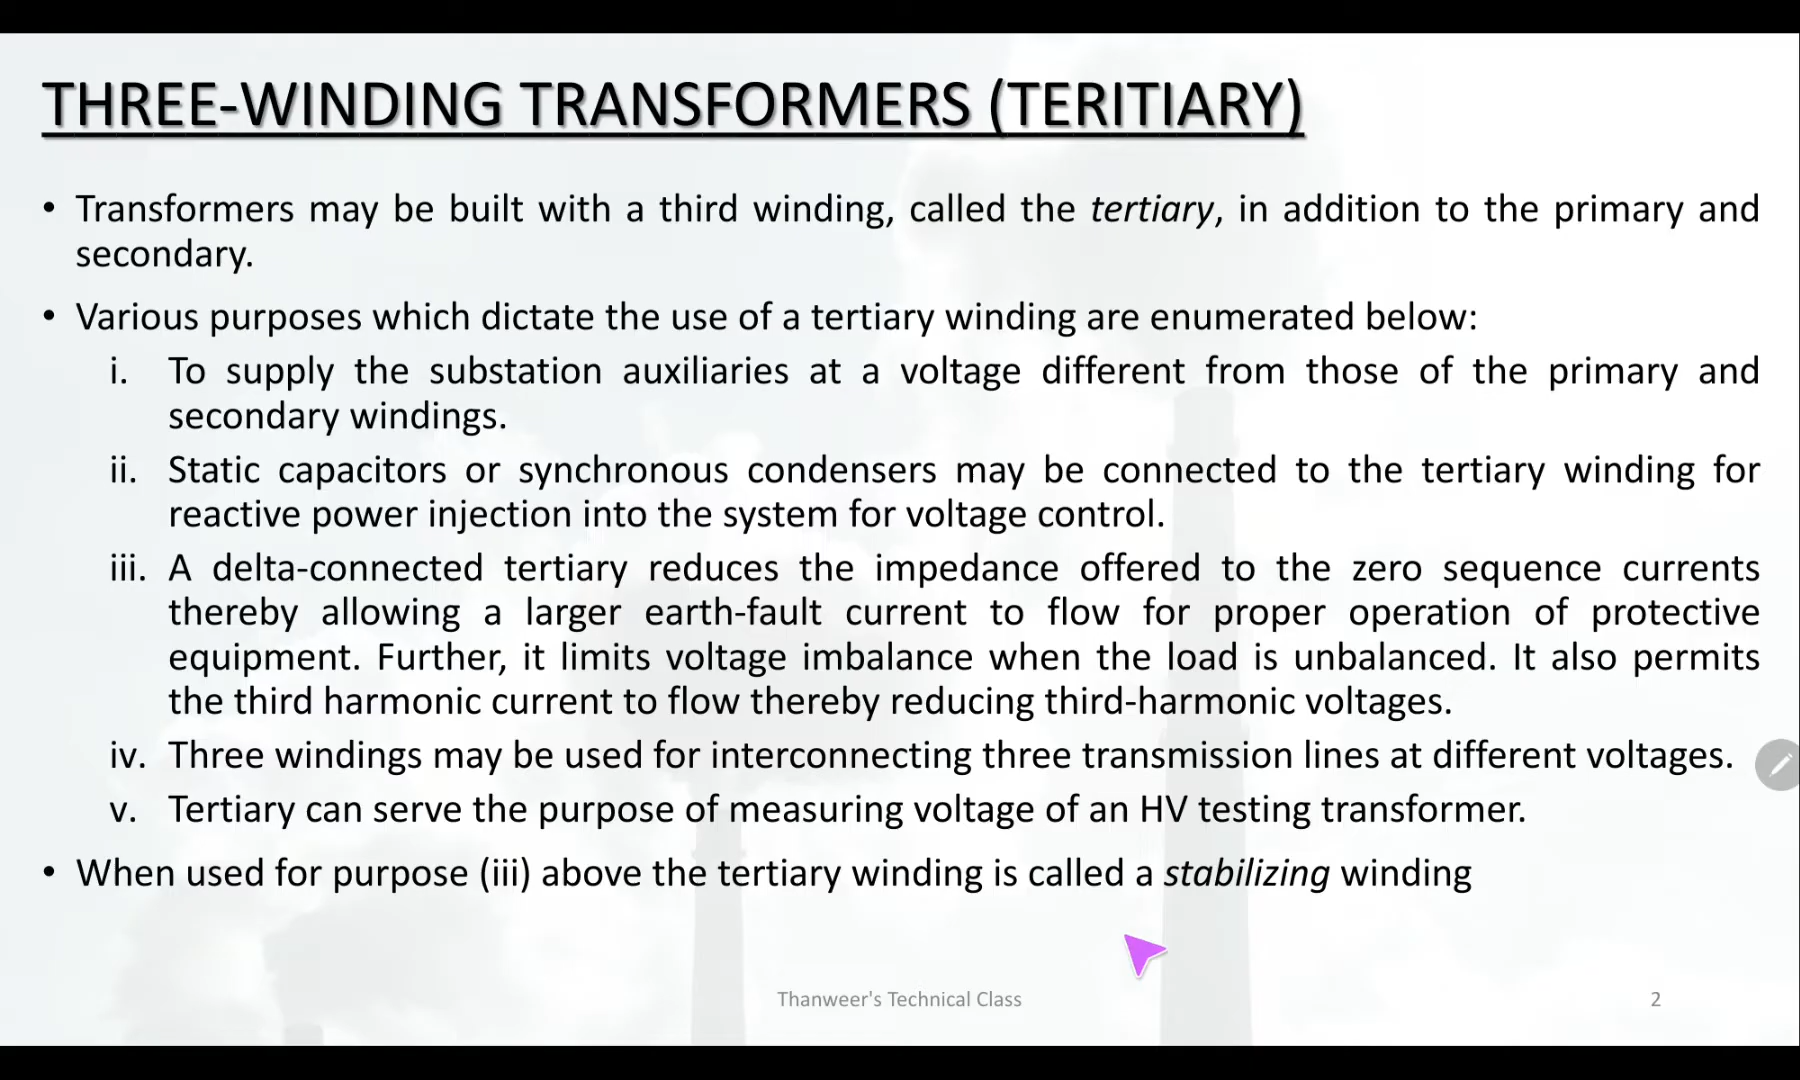 THREE-WINDING TRANSFORMERS (TERITIARY)
• Transformers may be built with a third winding, called the tertiary, in addition to the primary and
secondary.
• Various purposes which dictate the use of a tertiary winding are enumerated below:
i. To supply the substation auxiliaries at a voltage different from those of the primary and
secondary windings.
ii. Static capacitors or synchronous condensers may be connected to the tertiary winding for
reactive power injection into the system for voltage control.
iii. A delta-connected tertiary reduces the impedance offered to the zero sequence currents
thereby allowing a larger earth-fault current to flow for proper operation of protective
equipment. Further, it limits voltage imbalance when the load is unbalanced. It also permits
the third harmonic current to flow thereby reducing third-harmonic voltages.
iv. Three windings may be used for interconnecting three transmission lines at different voltages.
v. Tertiary can serve the purpose of measuring voltage of an HV testing transformer.
• When used for purpose (iii) above the tertiary winding is called a stabilizing winding
Thanweer's Technical Class
2